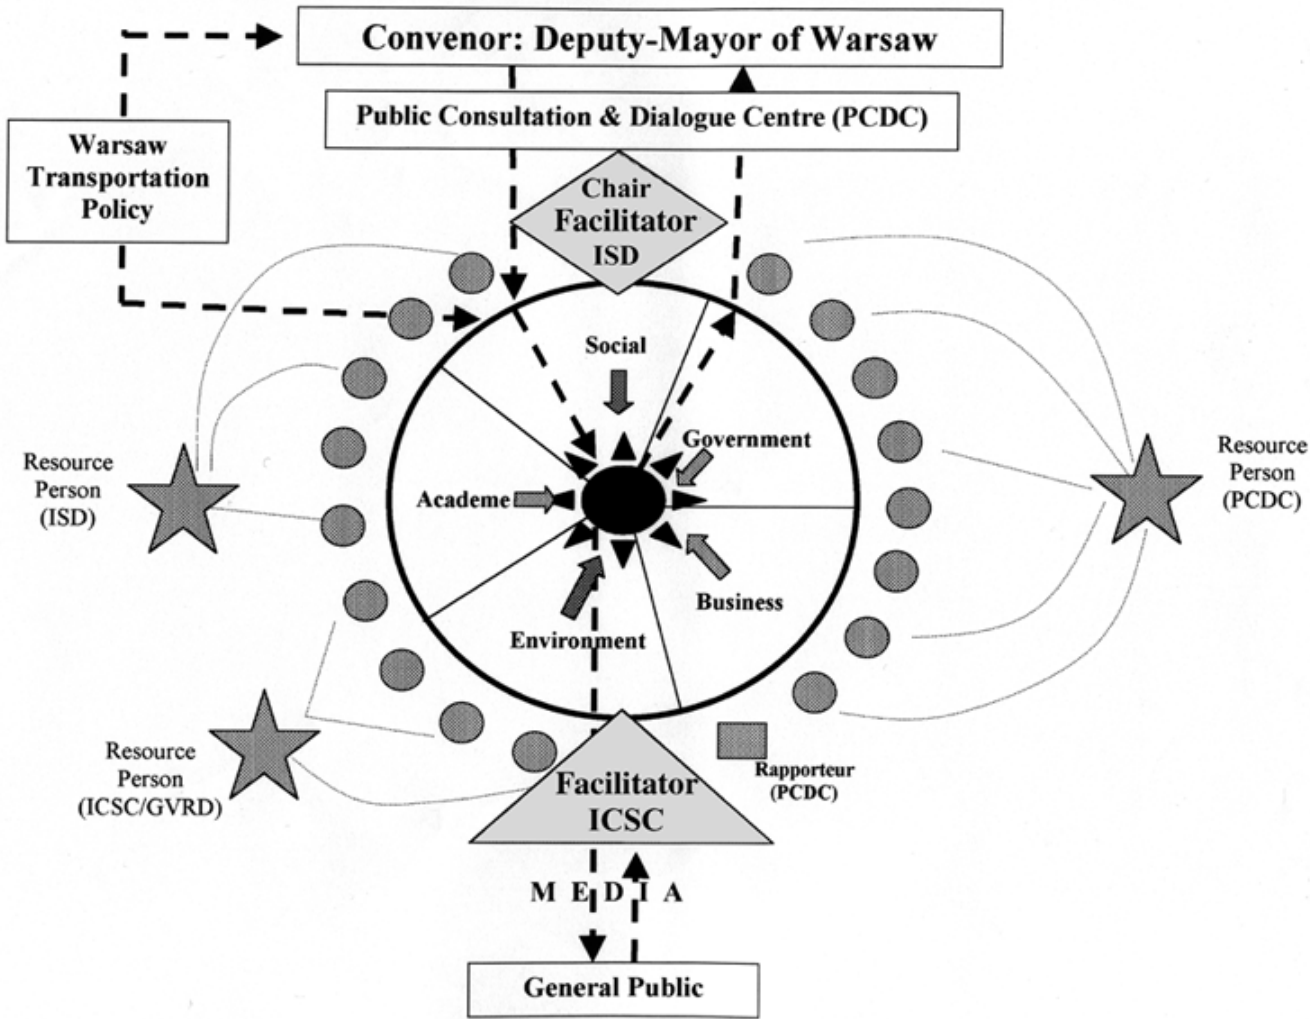 Convenor: Deputy-Mayor of Warsaw
Public Consultation & Dialogue Centre (PCDC)
Warsaw
Transportation
Policy
Chair
Facilitator
ISD
Social
Government
Academe
Business
Environment
Resource
Person
(ISD)
Resource
Person
(PCDC)
Resource
Person
(ICSC/GVRD)
Facilitator
ICSC
Rapporteur
(PCDC)
M E D I A
General Public